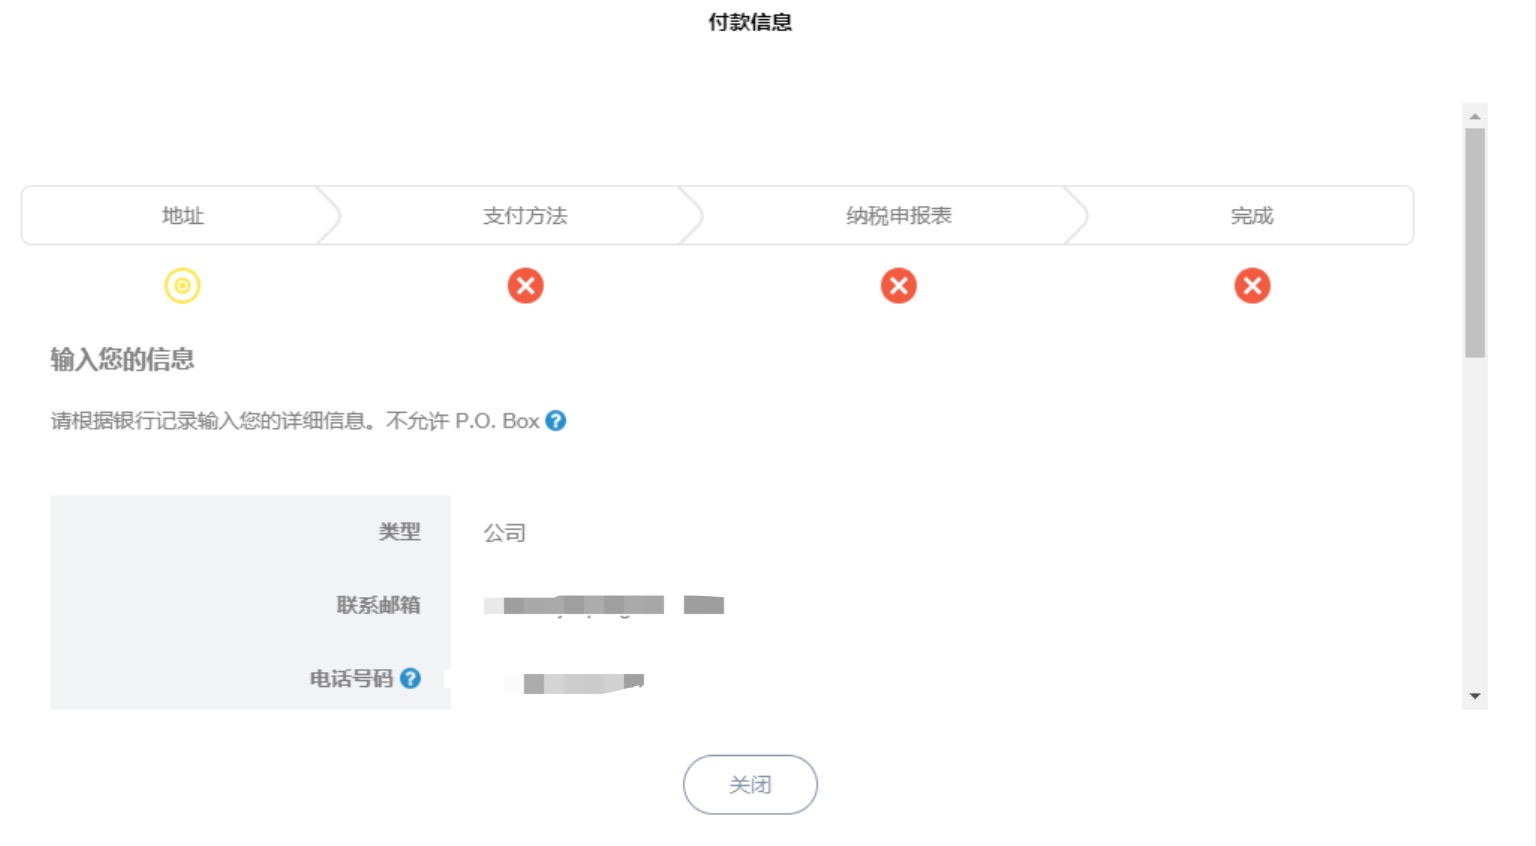 付款信息
地址
支付方法
纳税申报表
完成
输入您的信息
请根据银行记录输入您的详细信息。不允许 P.O. Box
类型
公司
联系邮箱
电话号码
关闭